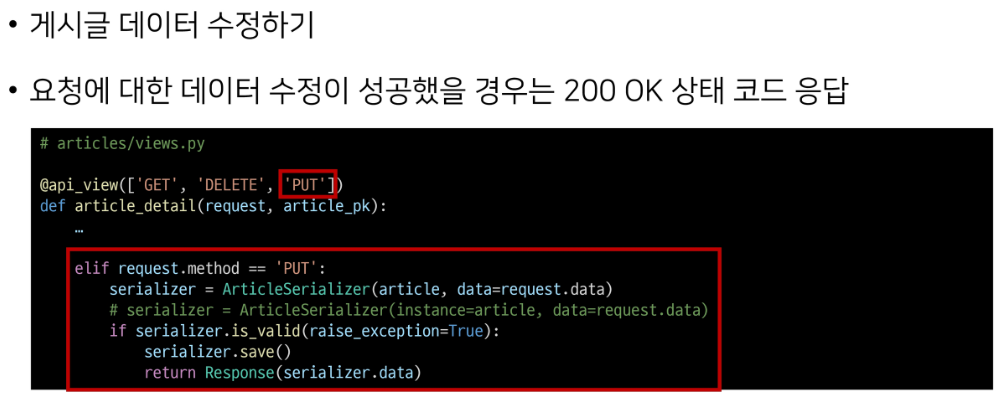 • 게시글 데이터 수정하기
• 요청에 대한 데이터 수정이 성공했을 경우는 200 OK 상태 코드 응답
# articles/views.py
@api_view(['GET', 'DELETE', 'PUT'])
def article_detail(request, article_pk):
…
elif request.method == 'PUT':
serializer = ArticleSerializer(article, data=request.data)
# serializer = ArticleSerializer(instance=article, data=request.data)
if serializer.is_valid(raise_exception=True):
serializer.save()
return Response(serializer.data)